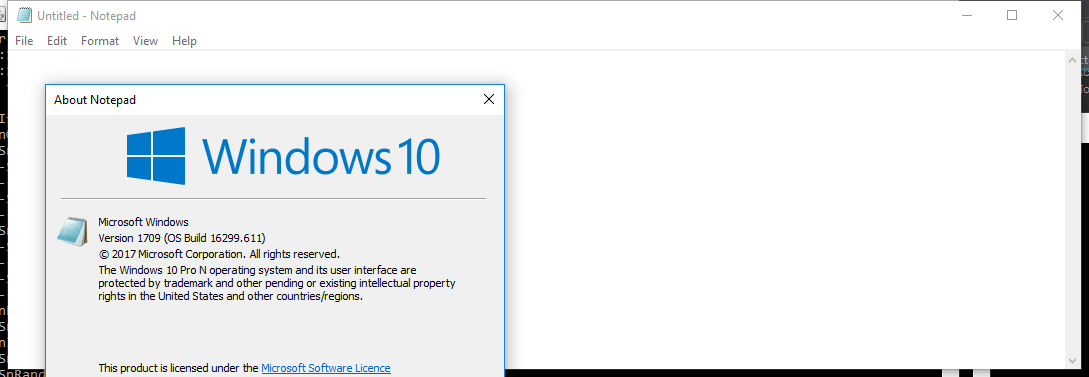 Untitled - Notepad
File Edit Format View Help
About Notepad
Windows 10
Microsoft Windows
Version 1709 (OS Build 16299.611)
© 2017 Microsoft Corporation. All rights reserved.
The Windows 10 Pro N operating system and its user interface are
protected by trademark and other pending or existing intellectual property
rights in the United States and other countries/regions.
This product is licensed under the Microsoft Software Licence